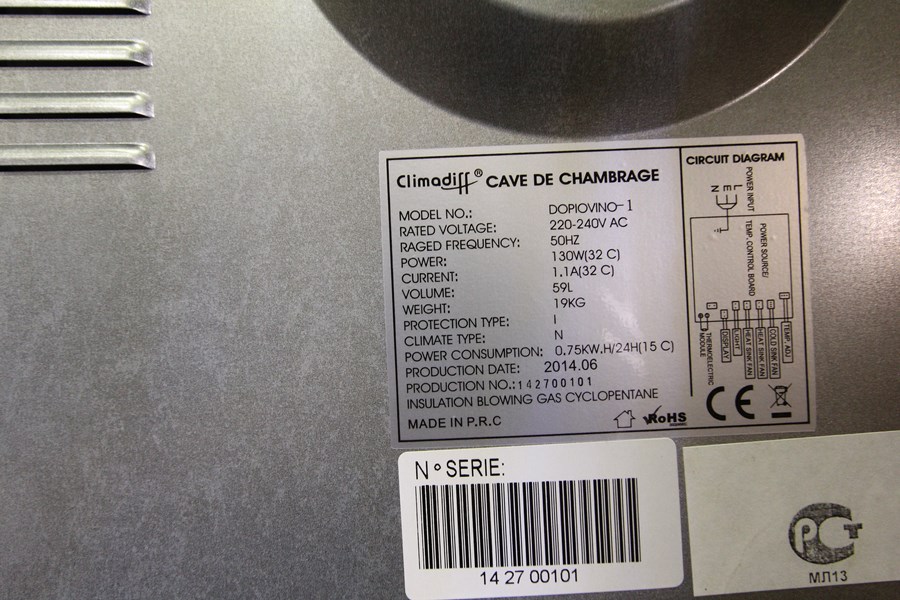 Climadiff® CAVE DE CHAMBRAGE
MODEL NO.: DOPIOVINO-1
RATED VOLTAGE: 220-240V AC
RAGED FREQUENCY: 50HZ
POWER: 130W(32 C)
CURRENT: 1.1A(32 C)
VOLUME: 59L
WEIGHT: 19KG
PROTECTION TYPE: I
CLIMATE TYPE: N
POWER CONSUMPTION: 0.75KW.H/24H(15 C)
PRODUCTION DATE: 2014.06
PRODUCTION NO.:142700101
INSULATION BLOWING GAS CYCLOPENTANE
MADE IN P.R.C
RoHS
CIRCUIT DIAGRAM
POWER INPUT
L
E
N
POWER SOURCE/
TEMP. CONTROL BOARD
TEMP. ADJ
COLD SINK FAN
HEAT SINK FAN
HEAT SINK FAN
LIGHT
DISPLAY
THERMOELECTRIC
MODULE
CE
N° SERIE:
14 27 00101
РСТ
МЛ13